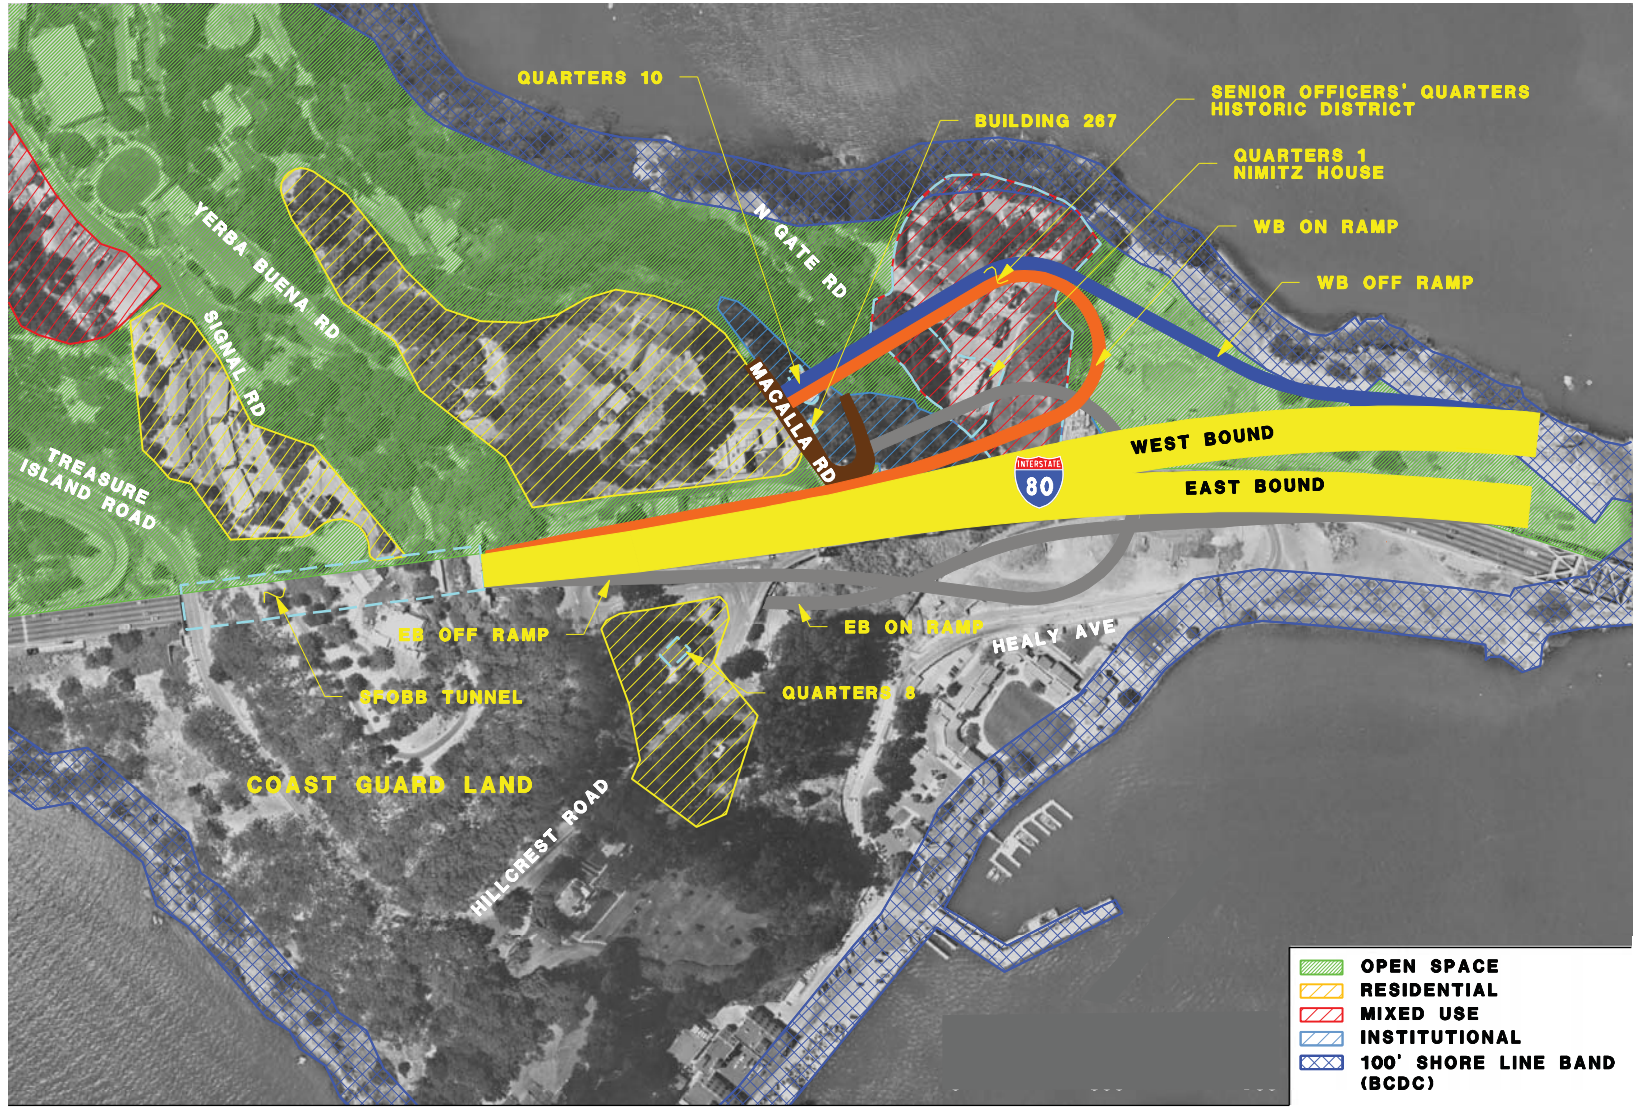 QUARTERS 10
SENIOR OFFICERS' QUARTERS
HISTORIC DISTRICT
BUILDING 267
QUARTERS 1
NIMITZ HOUSE
WB ON RAMP
WB OFF RAMP
N GATE RD
YERBA BUENA RD
SIGNAL RD
MACALLA RD
TREASURE
ISLAND ROAD
WEST BOUND
INTERSTATE
80
EAST BOUND
EB OFF RAMP
EB ON RAMP
HEALY AVE
SFOBB TUNNEL
QUARTERS 8
COAST GUARD LAND
HILLCREST ROAD
OPEN SPACE
RESIDENTIAL
MIXED USE
INSTITUTIONAL
100' SHORE LINE BAND
(BCDC)